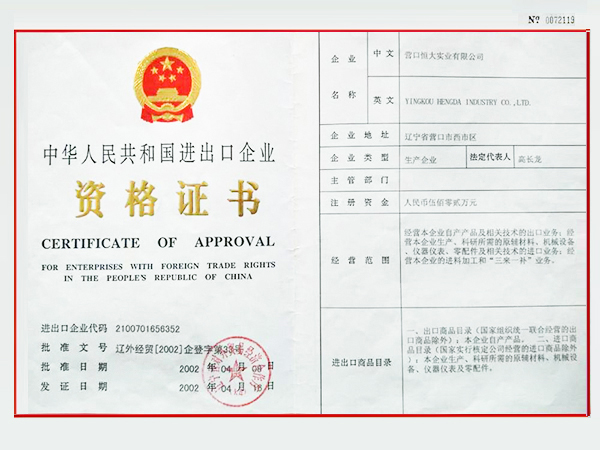 Nº 0072119
中华人民共和国进出口企业
资格证书
CERTIFICATE OF APPROVAL
FOR ENTERPRISES WITH FOREIGN TRADE RIGHTS
IN THE PEOPLE'S REPUBLIC OF CHINA
进出口企业代码 2100701656352
批准文号 辽外经贸[2002]企登字第33号
批准日期 2002年04月09日
发证日期 2002年04月16日
企业名称 中文 营口恒大实业有限公司
英文 YINGKOU HENGDA INDUSTRY CO.,LTD.
企业地址 辽宁省营口市西市区
企业类型 生产企业 法定代表人 高长龙
主管部门
注册资金 人民币伍佰零贰万元
经营范围
经营本企业自产产品及相关技术的出口业务；经
营本企业生产、科研所需的原辅材料、机械设备
、仪器仪表、零配件及相关技术的进口业务；经
营本企业的进料加工和“三来一补”业务。
进出口商品目录
一、出口商品目录（国家组织统一联合经营的出
口商品除外）：本企业自产产品。 二、进口商
品目录（国家实行核定公司经营的进口商品除外
）：本企业生产、科研所需的原辅材料、机械设
备、仪器仪表及零配件。